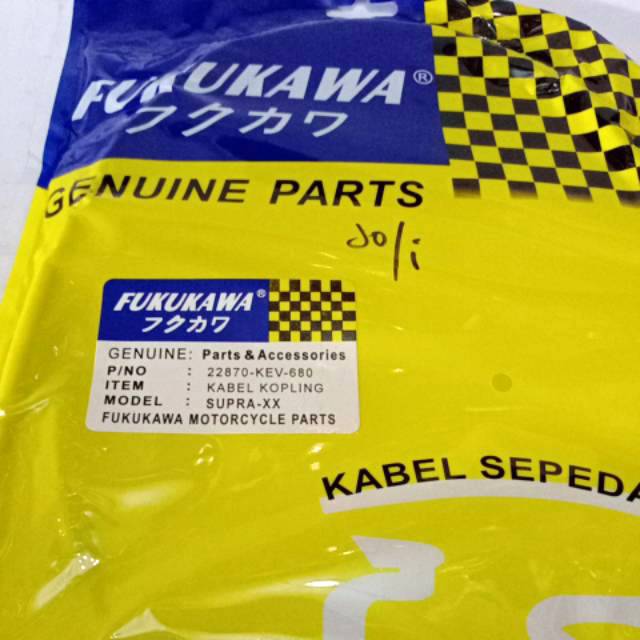 FUKUKAWA®
フクカワ
GENUINE PARTS
FUKUKAWA®
フクカワ
GENUINE: Parts & Accessories
P/NO : 22870-KEV-680
ITEM : KABEL KOPLING
MODEL : SUPRA-XX
FUKUKAWA MOTORCYCLE PARTS
KABEL SEPEDA